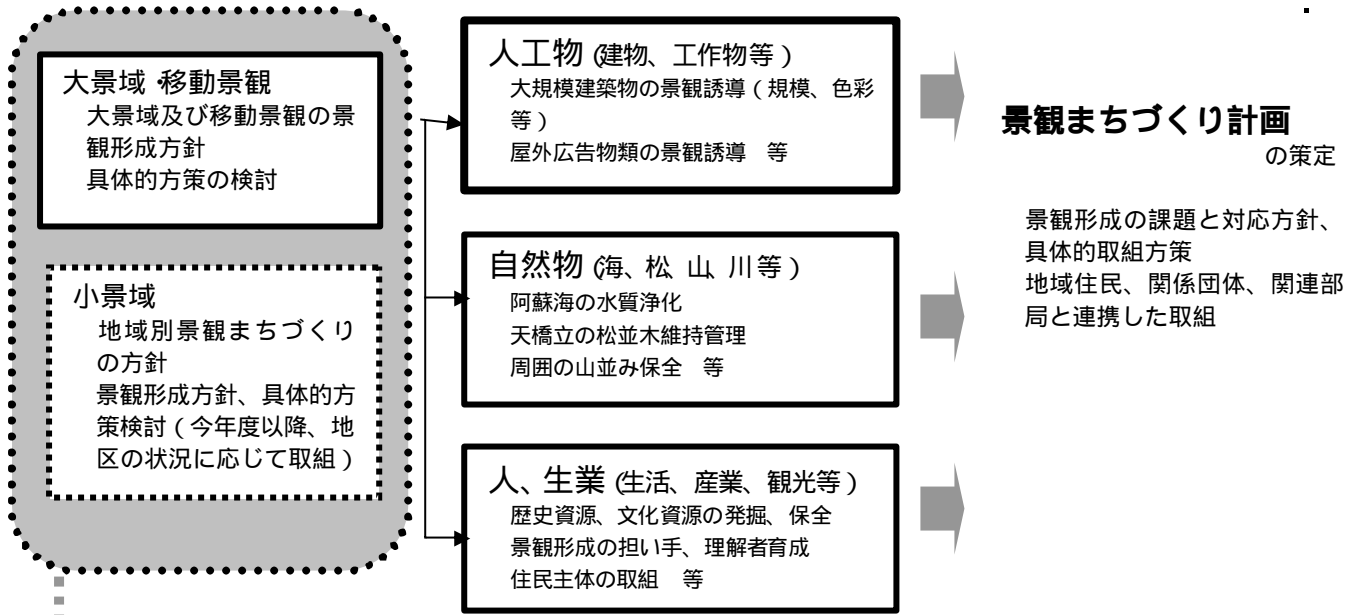 大景域・移動景観
大景域及び移動景観の景
観形成方針
具体的方策の検討
小景域
地域別景観まちづくり
の方針
景観形成方針、具体的方
策検討（今年度以降、地
区の状況に応じて取組）
人工物（建物、工作物等）
大規模建築物の景観誘導（規模、色彩
等）
屋外広告物類の景観誘導　等
自然物（海、松、山、川等）
阿蘇海の水質浄化
天橋立の松並木維持管理
周囲の山並み保全　等
人、生業（生活、産業、観光等）
歴史資源、文化資源の発掘、保全
景観形成の担い手、理解者育成
住民主体の取組　等
景観まちづくり計画
の策定
景観形成の課題と対応方針、
具体的取組方策
地域住民、関係団体、関連部
局と連携した取組